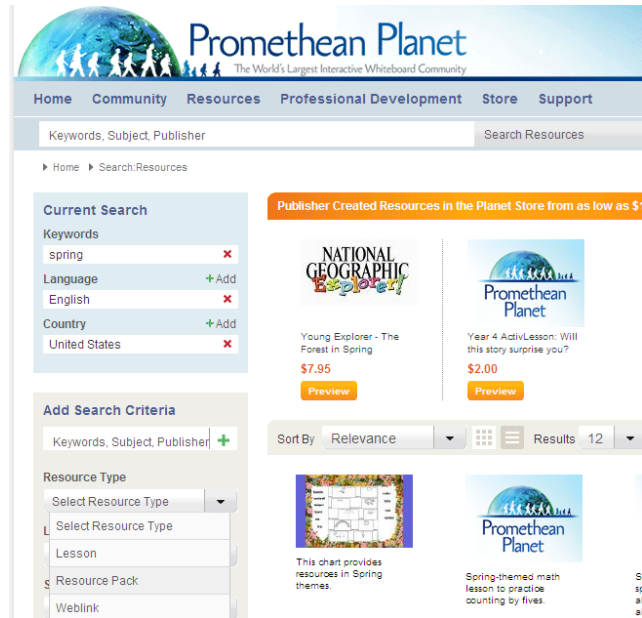 Promethean Planet
The World's Largest Interactive Whiteboard Community
Home Community Resources Professional Development Store Support
Keywords, Subject, Publisher
Search Resources
Home Search:Resources
Current Search
Keywords
spring
Language
+Add
English
Country
+Add
United States
Add Search Criteria
Keywords, Subject, Publisher
Resource Type
Select Resource Type
Select Resource Type
Lesson
Resource Pack
Weblink
Publisher Created Resources in the Planet Store from as low as $
NATIONAL
GEOGRAPHIC
Explorer!
Young Explorer - The
Forest in Spring
$7.95
Preview
Promethean
Planet
Year 4 ActivLesson: Will
this story surprise you?
$2.00
Preview
Sort By Relevance
Results 12
This chart provides
resources in Spring
themes.
Promethean
Planet
Spring-themed math
lesson to practice
counting by fives.